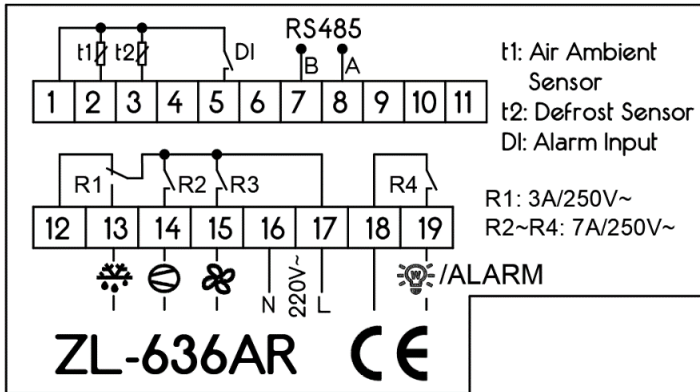 RS485
t1 t2 DI B A
1 2 3 4 5 6 7 8 9 10 11
t1: Air Ambient
Sensor
t2: Defrost Sensor
DI: Alarm Input
R1 R2 R3 R4
R1: 3A/250V~
R2~R4: 7A/250V~
12 13 14 15 16 17 18 19
N 220V~ L W /ALARM
ZL-636AR CE